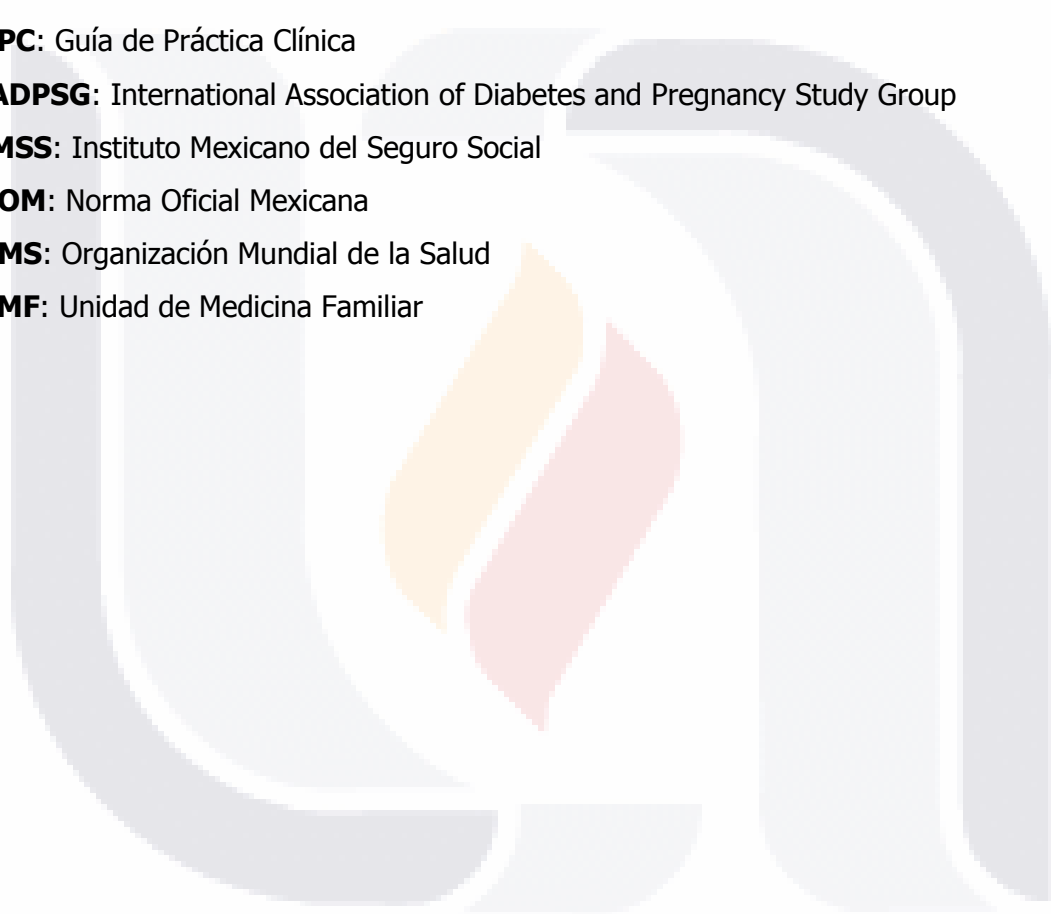 PC: Guía de Práctica Clínica
ADPSG: International Association of Diabetes and Pregnancy Study Group
MSS: Instituto Mexicano del Seguro Social
OM: Norma Oficial Mexicana
MS: Organización Mundial de la Salud
MF: Unidad de Medicina Familiar